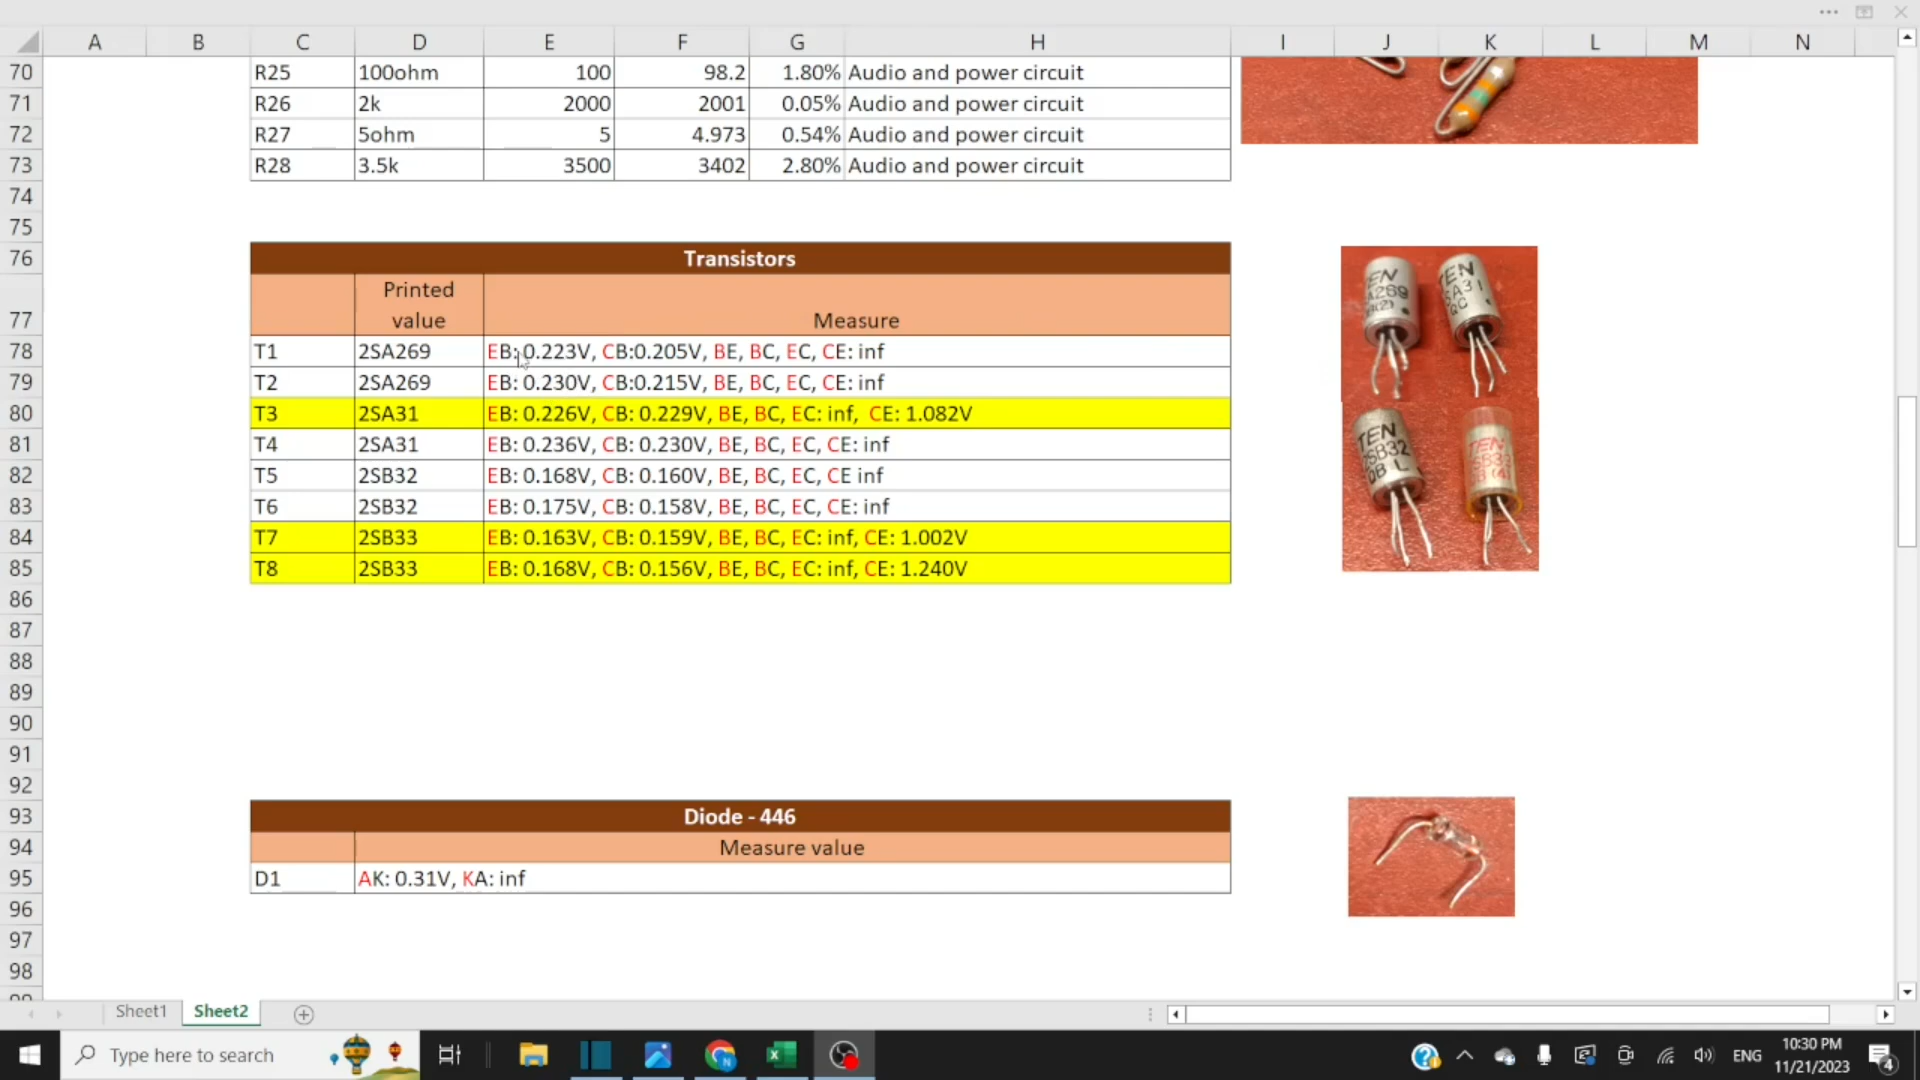 A B C D E F G H I J K L M N
70 R25 100ohm 100 98.2 1.80% Audio and power circuit
71 R26 2k 2000 2001 0.05% Audio and power circuit
72 R27 5ohm 5 4.973 0.54% Audio and power circuit
73 R28 3.5k 3500 3402 2.80% Audio and power circuit
74
75
76 Transistors
77 Printed value Measure
78 T1 2SA269 EB: 0.223V, CB:0.205V, BE, BC, EC, CE: inf
79 T2 2SA269 EB: 0.230V, CB:0.215V, BE, BC, EC, CE: inf
80 T3 2SA31 EB: 0.226V, CB: 0.229V, BE, BC, EC: inf, CE: 1.082V
81 T4 2SA31 EB: 0.236V, CB: 0.230V, BE, BC, EC, CE: inf
82 T5 2SB32 EB: 0.168V, CB: 0.160V, BE, BC, EC, CE inf
83 T6 2SB32 EB: 0.175V, CB: 0.158V, BE, BC, EC, CE: inf
84 T7 2SB33 EB: 0.163V, CB: 0.159V, BE, BC, EC: inf, CE: 1.002V
85 T8 2SB33 EB: 0.168V, CB: 0.156V, BE, BC, EC: inf, CE: 1.240V
TEN
2SB32
QB L
TEN
86
87
88
89
90
91
92
93 Diode - 446
94 Measure value
95 D1 AK: 0.31V, KA: inf
96
97
98
Sheet1 Sheet2
Type here to search
ENG
10:30 PM
11/21/2023
4